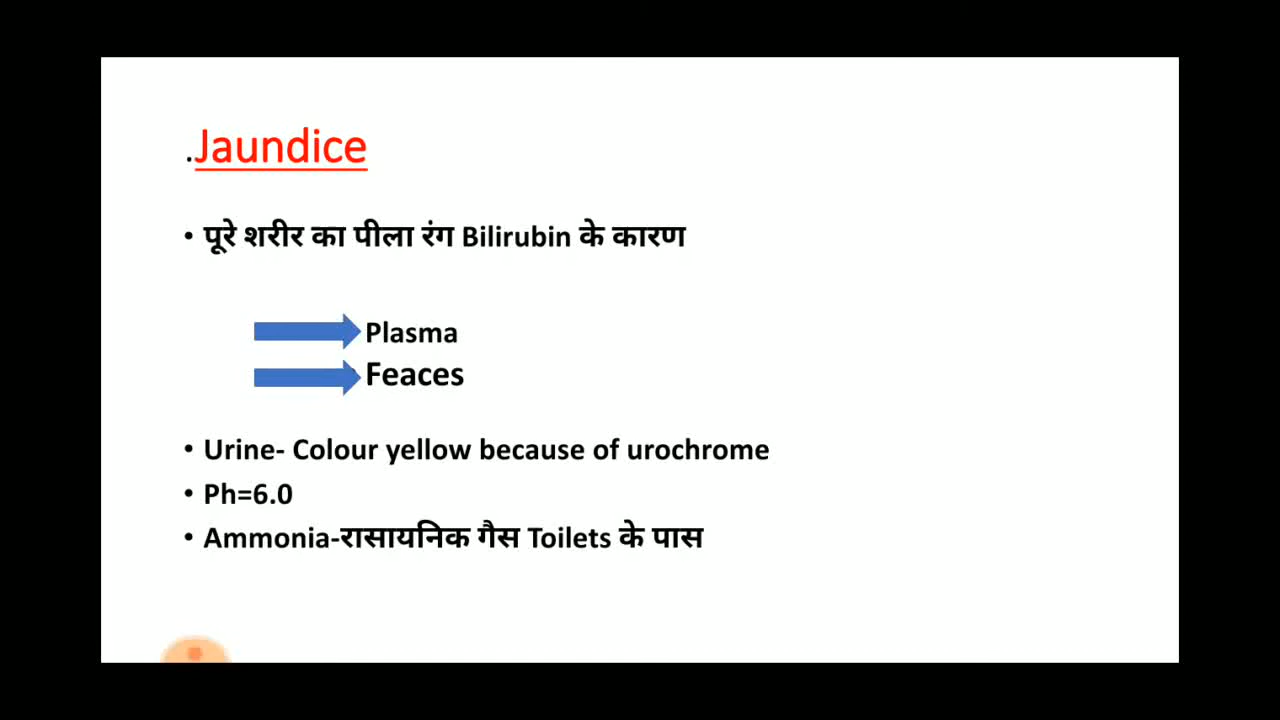 .Jaundice
• पूरे शरीर का पीला रंग Bilirubin के कारण
Plasma
Feaces
• Urine- Colour yellow because of urochrome
• Ph=6.0
• Ammonia-रासायनिक गैस Toilets के पास